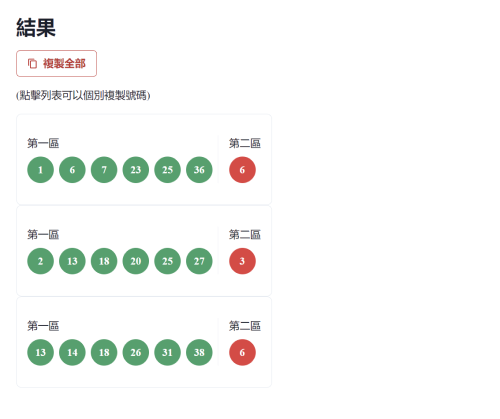 結果
複製全部
(點擊列表可以個別複製號碼)
第一區 第二區
1 6 7 23 25 36 6
第一區 第二區
2 13 18 20 25 27 3
第一區 第二區
13 14 18 26 31 38 6